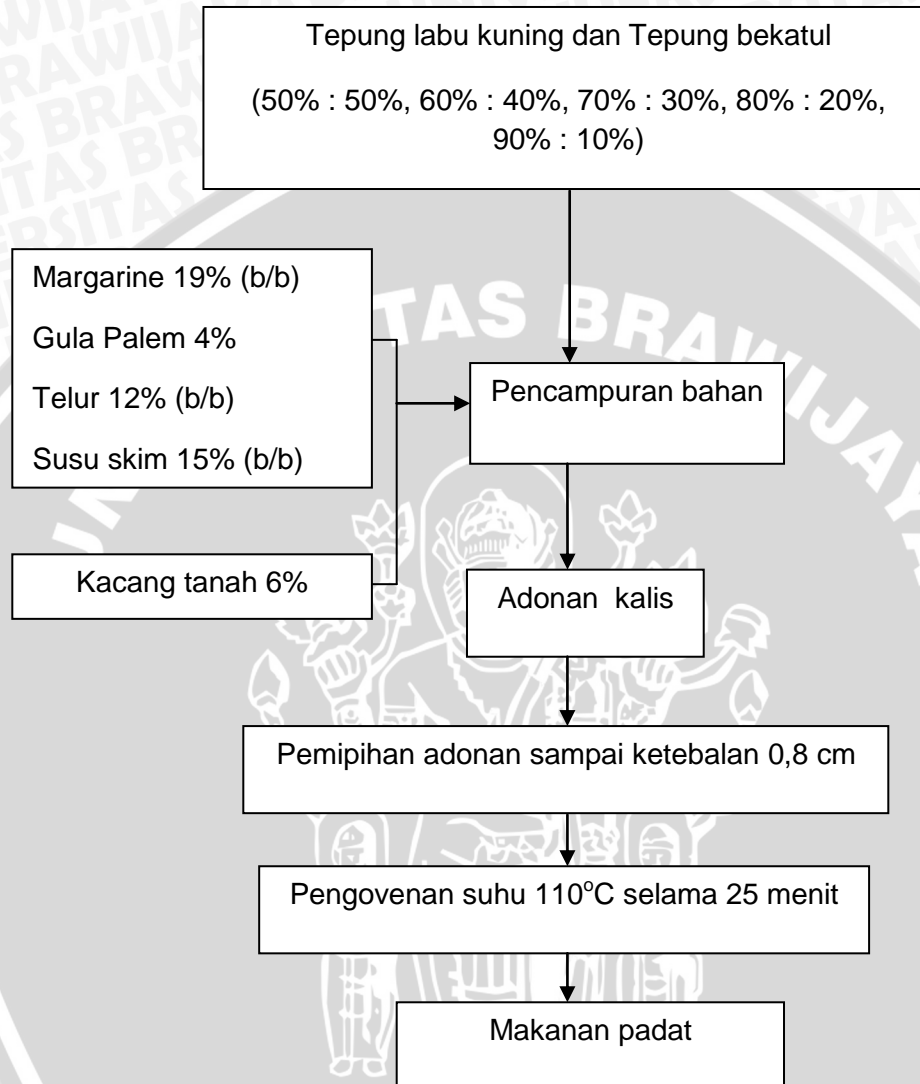 Tepung labu kuning dan Tepung bekatul
(50% : 50%, 60% : 40%, 70% : 30%, 80% : 20%,
90% : 10%)
Margarine 19% (b/b)
Gula Palem 4%
Telur 12% (b/b)
Susu skim 15% (b/b)
Kacang tanah 6%
Pencampuran bahan
Adonan kalis
Pemipihan adonan sampai ketebalan 0,8 cm
Pengovenan suhu 110°C selama 25 menit
Makanan padat
TAS BRAWIJAYA